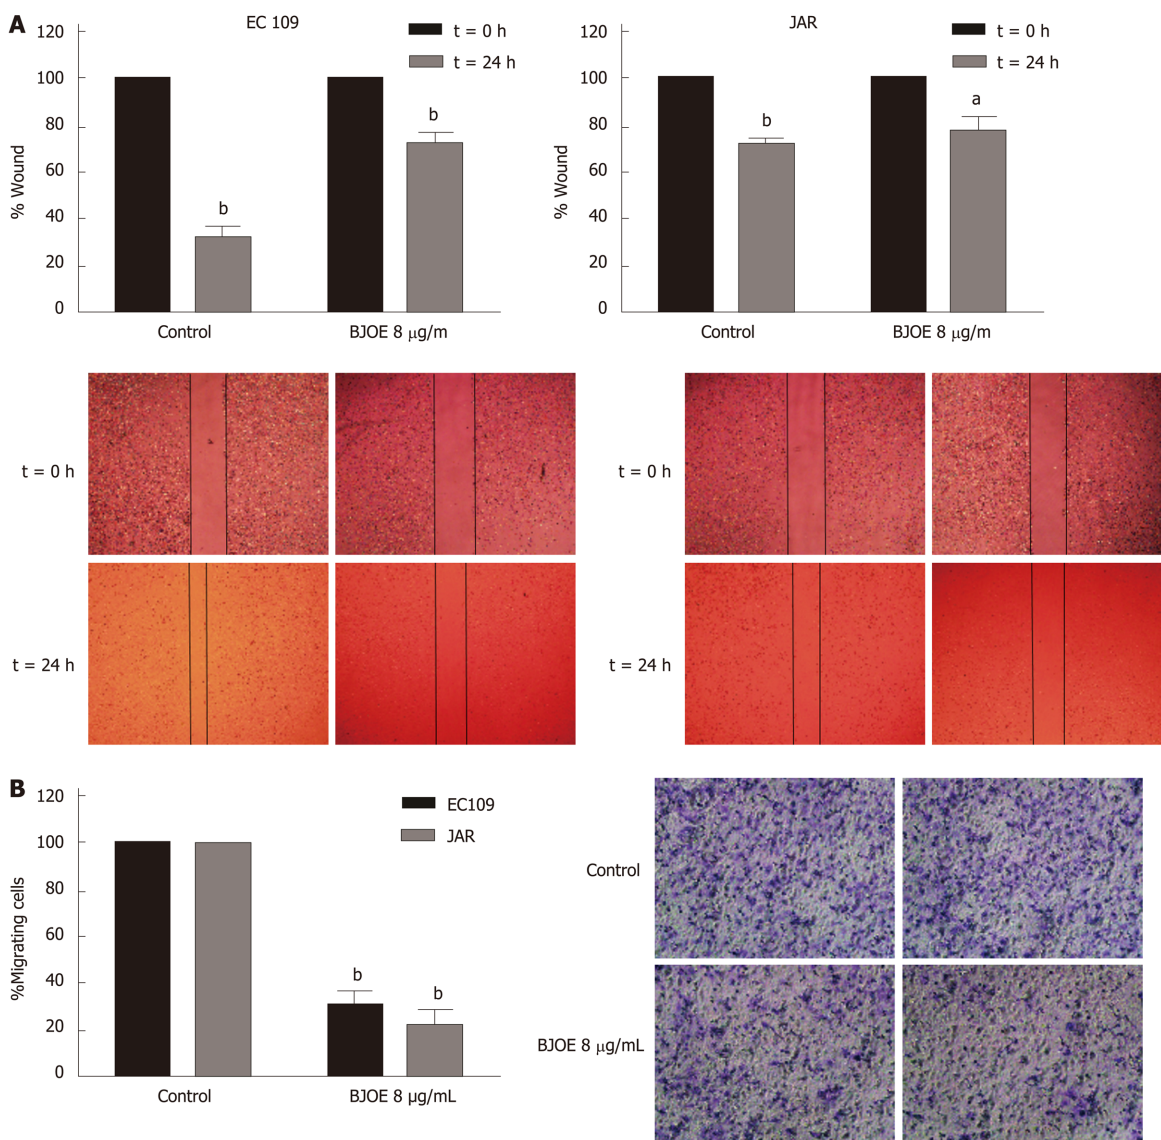 A
EC 109
t = 0 h
t = 24 h
120
100
80
60
40
20
0
% Wound
b
b
Control
BJOE 8 μg/m
JAR
t = 0 h
t = 24 h
120
100
80
60
40
20
0
% Wound
b
a
Control
BJOE 8 μg/m
t = 0 h
t = 24 h
t = 0 h
t = 24 h
B
EC109
JAR
120
100
80
60
40
20
0
%Migrating cells
b
b
Control
BJOE 8 μg/mL
Control
BJOE 8 μg/mL